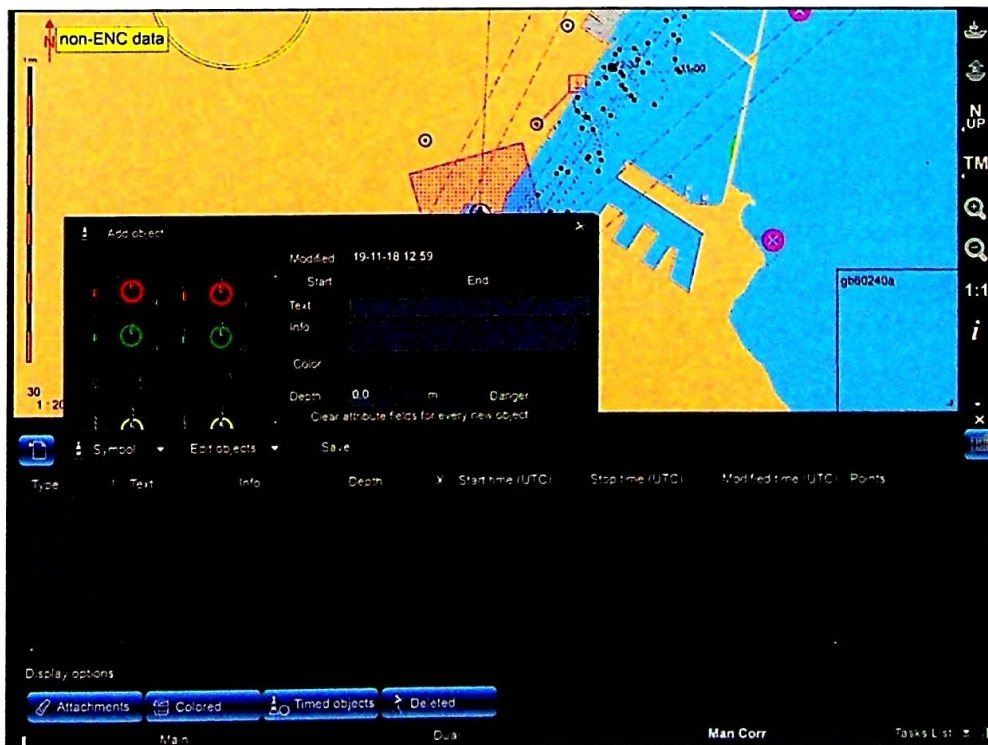 N
non-ENC data
11-00
N
UP
TM
gb60240a
1:1
i
30
Add object
Modified 19-11-18 12 59
Start End
Text
Info
Color
Depth 0.0 m Danger
Clear attribute fields for every new object
Symbol Edit objects Save
Type ! Text Info Depth X Start time (UTC) Stop time (UTC) Modified time (UTC) Points
Display options
Attachments Colored Timed objects Deleted
Main Dual Man Corr Tasks List